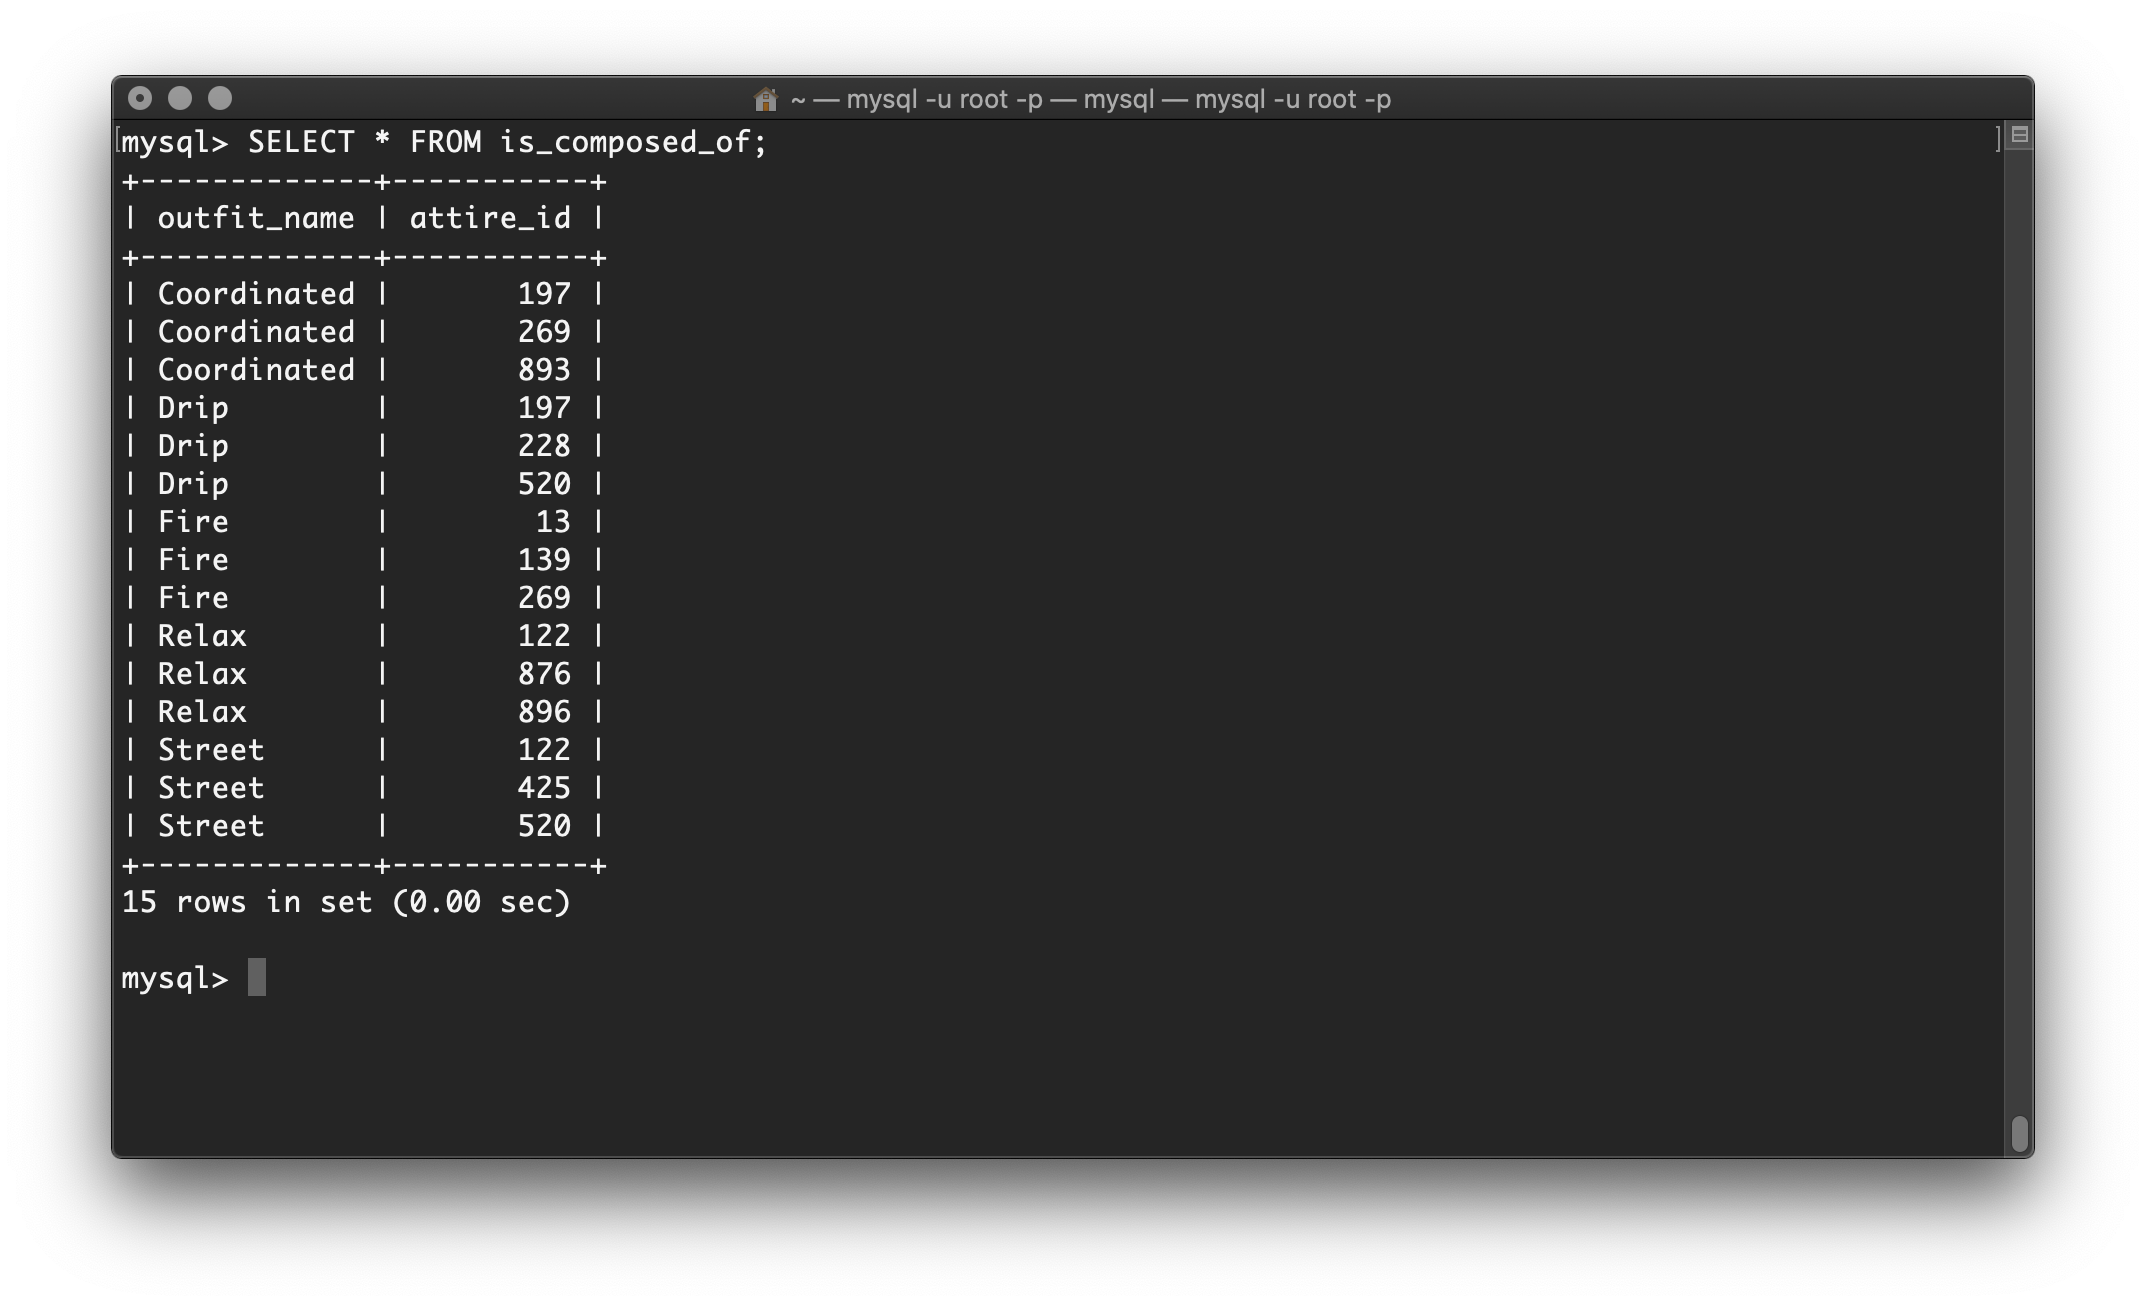 ~ — mysql -u root -p — mysql — mysql -u root -p
[mysql> SELECT * FROM is_composed_of; ]
+-------------+-----------+
| outfit_name | attire_id |
+-------------+-----------+
| Coordinated |       197 |
| Coordinated |       269 |
| Coordinated |       893 |
| Drip        |       197 |
| Drip        |       228 |
| Drip        |       520 |
| Fire        |        13 |
| Fire        |       139 |
| Fire        |       269 |
| Relax       |       122 |
| Relax       |       876 |
| Relax       |       896 |
| Street      |       122 |
| Street      |       425 |
| Street      |       520 |
+-------------+-----------+
15 rows in set (0.00 sec)
mysql>